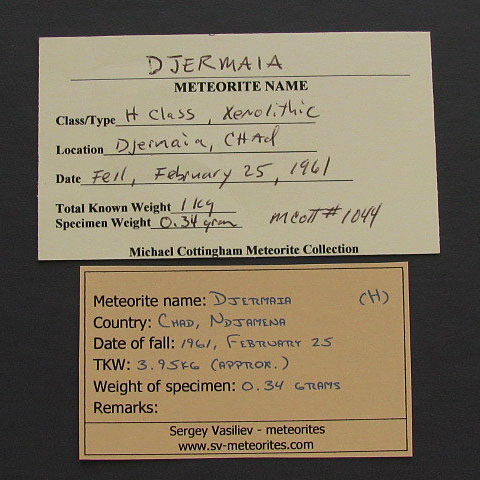 DJERMAIA
METEORITE NAME
Class/Type H Class, Xenolithic
Location Djermaia, CHAd
Date Fell, February 25, 1961
Total Known Weight 1 Kg
Specimen Weight 0.34 gram
mcott#1044
Michael Cottingham Meteorite Collection
Meteorite name: DJERMAIA (H)
Country: CHAD, NDJAMENA
Date of fall: 1961, FEBRUARY 25
TKW: 3.95KG (APPROX.)
Weight of specimen: 0.34 GRAMS
Remarks:
Sergey Vasiliev - meteorites
www.sv-meteorites.com